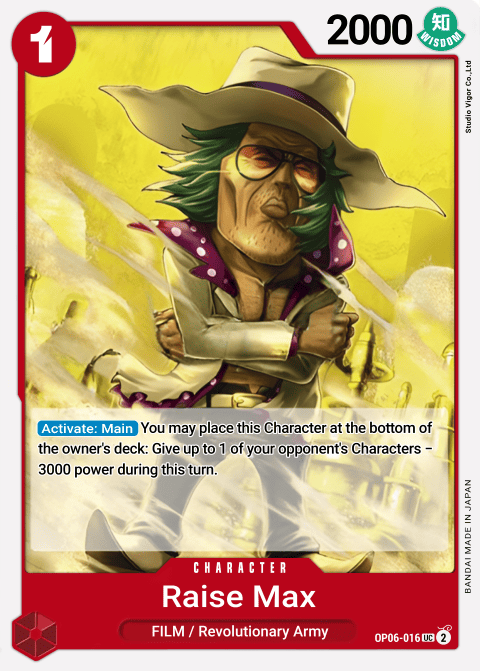 1
2000
知
WISDOM
Studio Vigor Co.,Ltd
Activate: Main You may place this Character at the bottom of
the owner's deck: Give up to 1 of your opponent's Characters −
3000 power during this turn.
BANDAI MADE IN JAPAN
CHARACTER
Raise Max
FILM / Revolutionary Army
OP06-016 UC 2